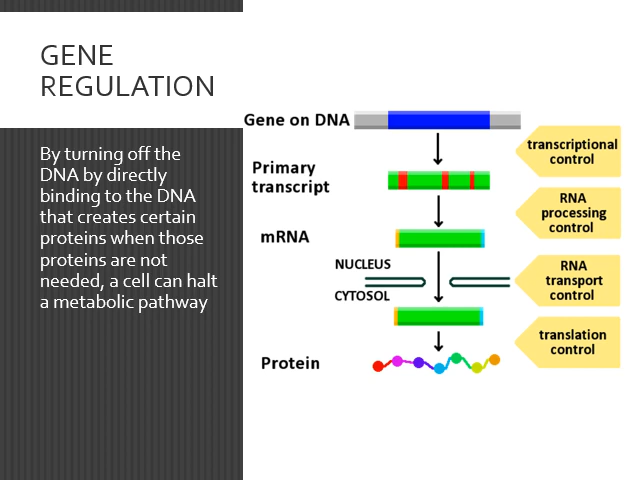 GENE
REGULATION
By turning off the
DNA by directly
binding to the DNA
that creates certain
proteins when those
proteins are not
needed, a cell can halt
a metabolic pathway
Gene on DNA
transcriptional
control
Primary
transcript
RNA
processing
control
mRNA
NUCLEUS
CYTOSOL
RNA
transport
control
translation
control
Protein